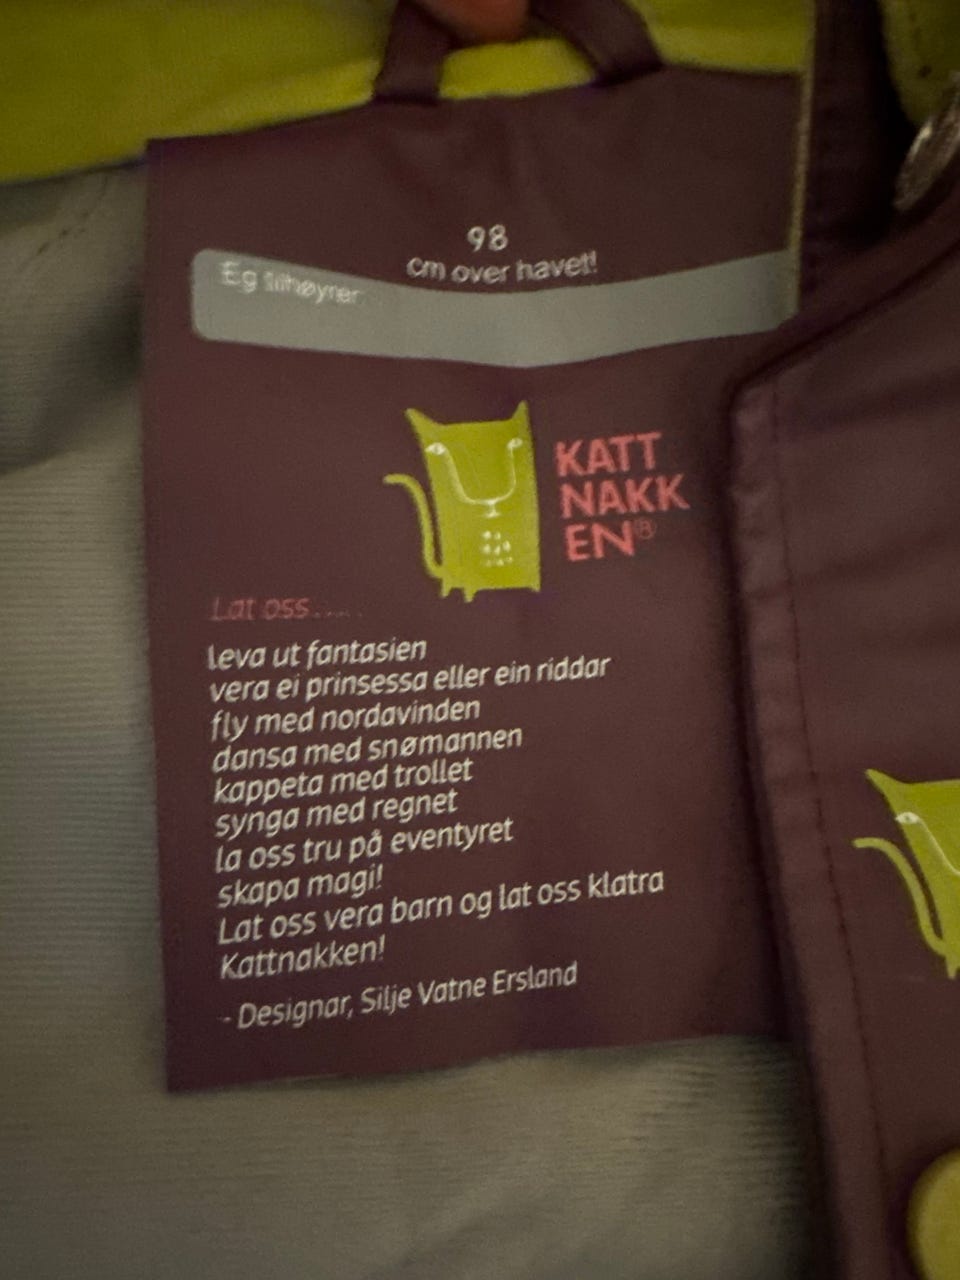 98
cm over havet!
Eg tilhøyrer:
KATT
NAKK
EN®
Lat oss.....
leva ut fantasien
vera ei prinsessa eller ein riddar
fly med nordavinden
dansa med snømannen
kappeta med trollet
synga med regnet
la oss tru på eventyret
skapa magi!
Lat oss vera barn og lat oss klatra
Kattnakken!
- Designar, Silje Vatne Ersland